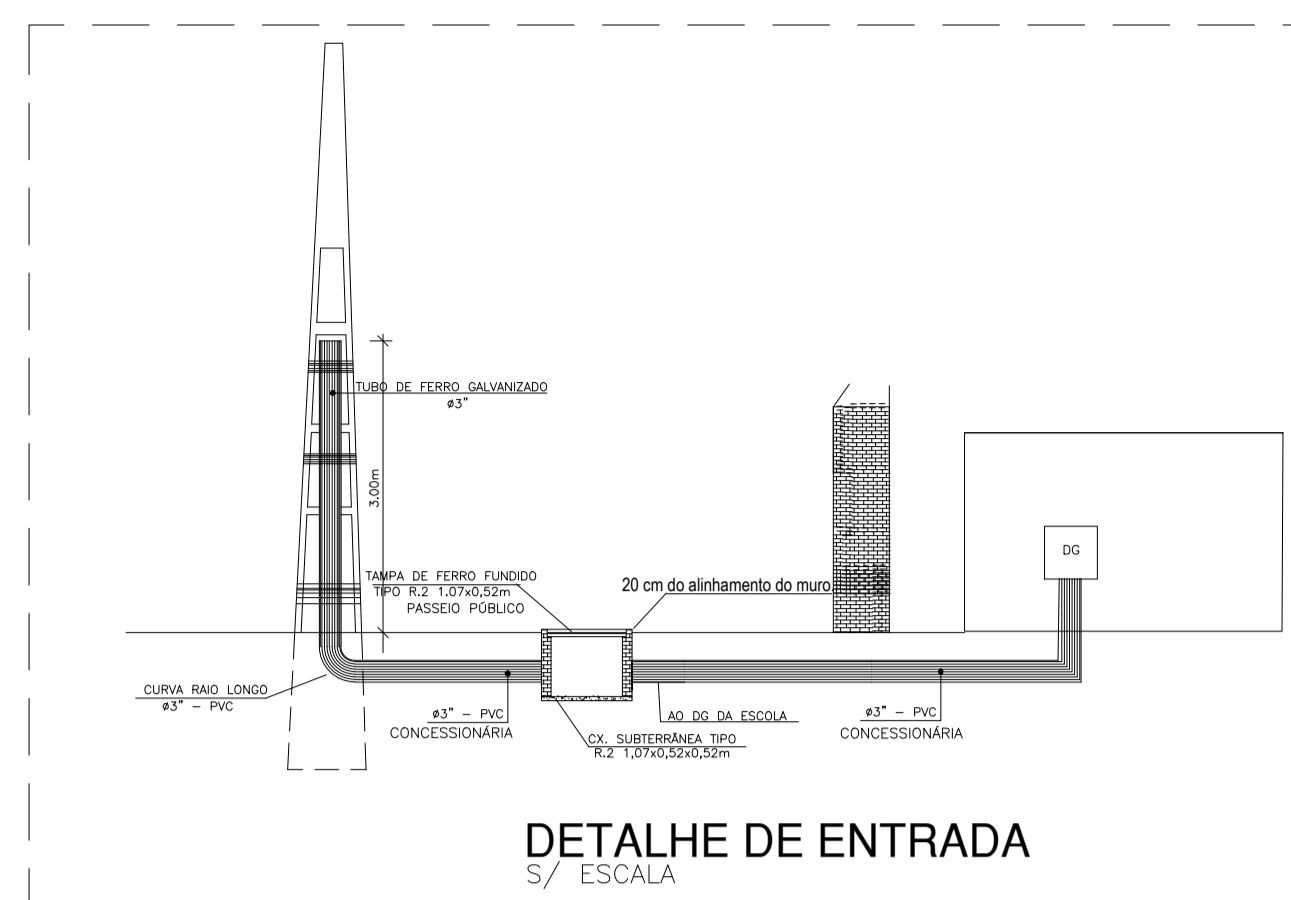 TUBO DE FERRO GALVANIZADO
ø3"
3.00m
TAMPA DE FERRO FUNDIDO
TIPO R.2 1.07x0,52m
PASSEIO PÚBLICO
20 cm do alinhamento do muro
DG
CURVA RAIO LONGO
ø3" – PVC
ø3" – PVC
CONCESSIONÁRIA
AO DG DA ESCOLA
CX. SUBTERRÂNEA TIPO
R.2 1,07x0,52x0,52m
ø3" – PVC
CONCESSIONÁRIA
DETALHE DE ENTRADA
S/ ESCALA